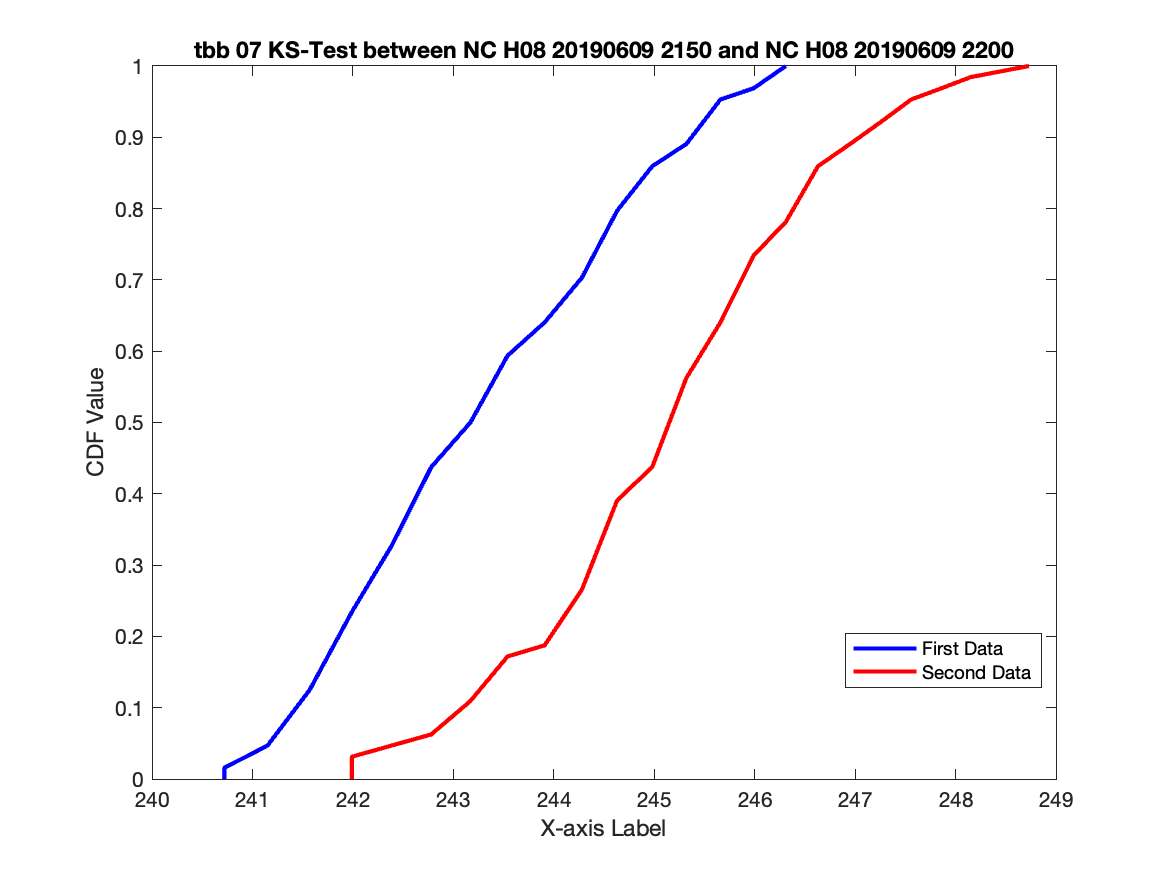 tbb 07 KS-Test between NC H08 20190609 2150 and NC H08 20190609 2200
1
0.9
0.8
0.7
0.6
0.5
0.4
0.3
0.2
0.1
0
CDF Value
First Data
Second Data
240 241 242 243 244 245 246 247 248 249
X-axis Label